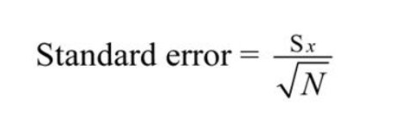 Standard error = Sx / √N